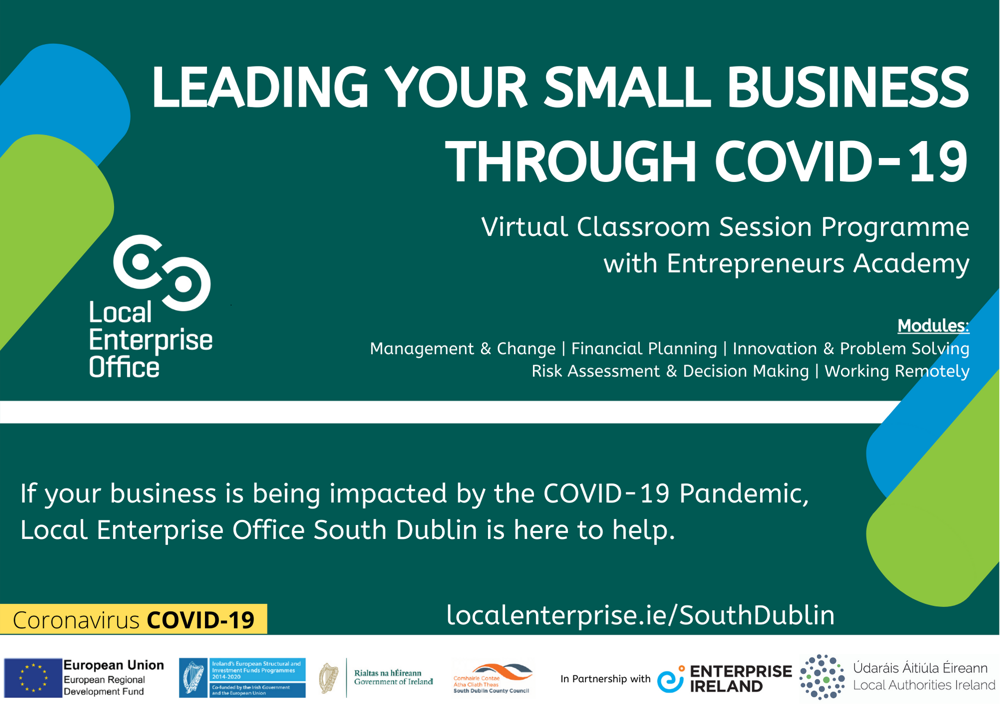 LEADING YOUR SMALL BUSINESS
THROUGH COVID-19
Virtual Classroom Session Programme
with Entrepreneurs Academy
Local
Enterprise
Office
Modules:
Management & Change | Financial Planning | Innovation & Problem Solving
Risk Assessment & Decision Making | Working Remotely
If your business is being impacted by the COVID-19 Pandemic,
Local Enterprise Office South Dublin is here to help.
Coronavirus COVID-19
localenterprise.ie/SouthDublin
European Union
European Regional
Development Fund
Ireland's European Structural and
Investment Funds Programmes
2014-2020
Co-funded by the Irish Government
and the European Union
Rialtas na hÉireann
Government of Ireland
Comhairle Contae
Átha Cliath Theas
South Dublin County Council
In Partnership with
ENTERPRISE
IRELAND
Údaráis Áitiúla Éireann
Local Authorities Ireland